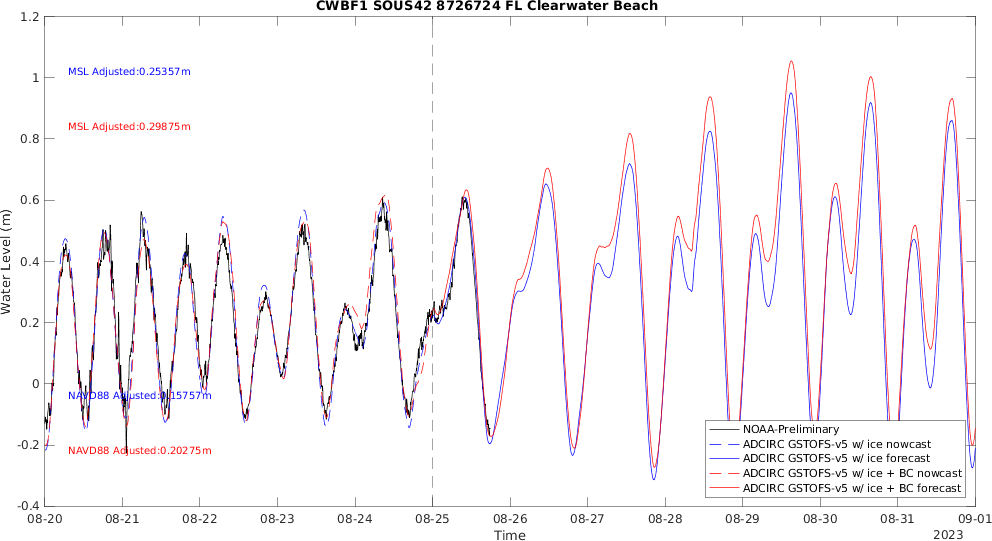 CWBF1 SOUS42 8726724 FL Clearwater Beach
1.2
1
0.8
0.6
0.4
0.2
0
-0.2
-0.4
Water Level (m)
MSL Adjusted:0.25357m
MSL Adjusted:0.29875m
NAVD88 Adjusted:0.15757m
NAVD88 Adjusted:0.20275m
NOAA-Preliminary
ADCIRC GSTOFS-v5 w/ ice nowcast
ADCIRC GSTOFS-v5 w/ ice forecast
ADCIRC GSTOFS-v5 w/ ice + BC nowcast
ADCIRC GSTOFS-v5 w/ ice + BC forecast
08-20 08-21 08-22 08-23 08-24 08-25 08-26 08-27 08-28 08-29 08-30 08-31 09-01
Time
2023